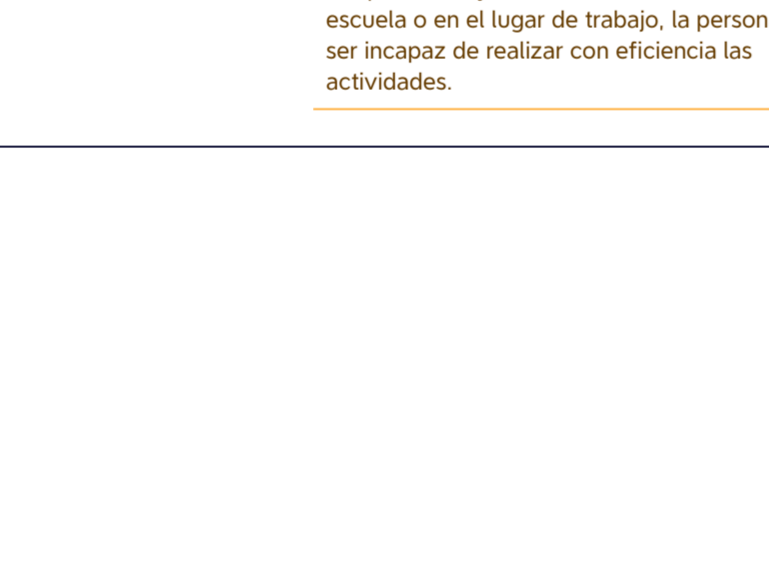 escuela o en el lugar de trabajo, la person
ser incapaz de realizar con eficiencia las
actividades.